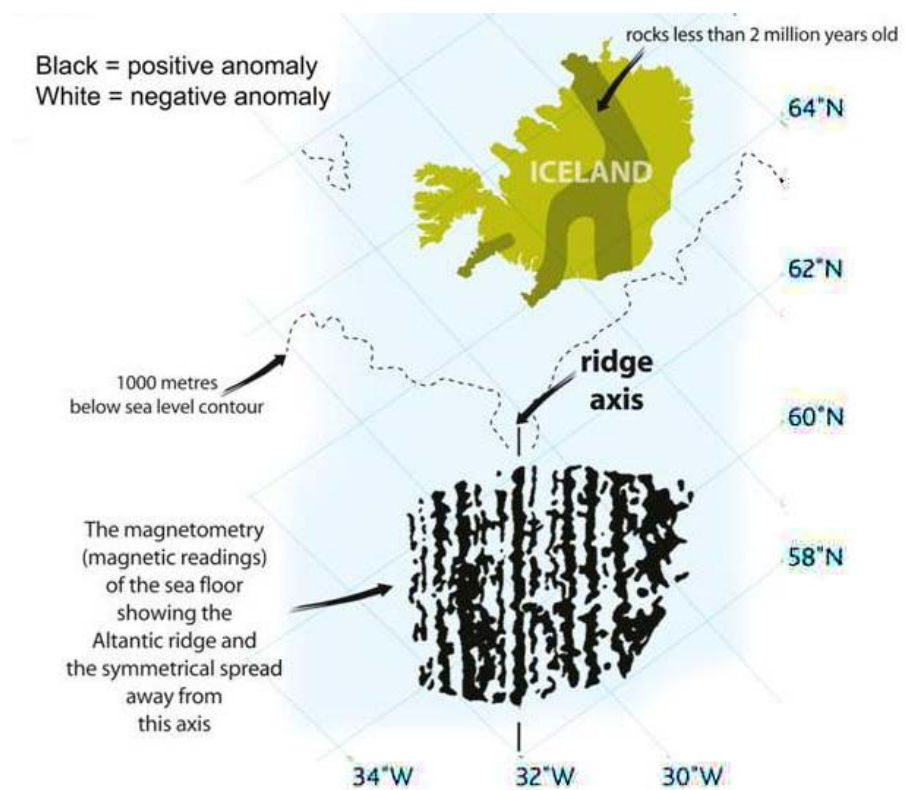 rocks less than 2 million years old
Black = positive anomaly
White = negative anomaly
64°N
ICELAND
62°N
ridge
axis
1000 metres
below sea level contour
60°N
The magnetometry
(magnetic readings)
of the sea floor
showing the
Altantic ridge and
the symmetrical spread
away from
this axis
58°N
34°W
32°W
30°W